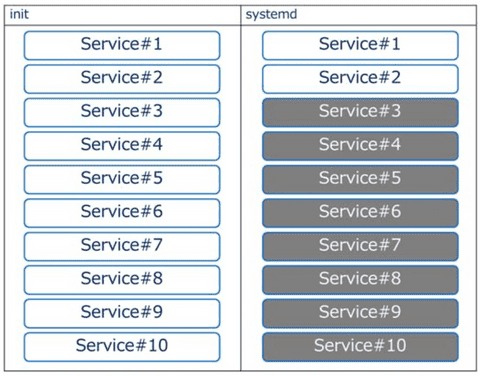 init
systemd
Service#1
Service#1
Service#2
Service#2
Service#3
Service#3
Service#4
Service#4
Service#5
Service#5
Service#6
Service#6
Service#7
Service#7
Service#8
Service#8
Service#9
Service#9
Service#10
Service#10